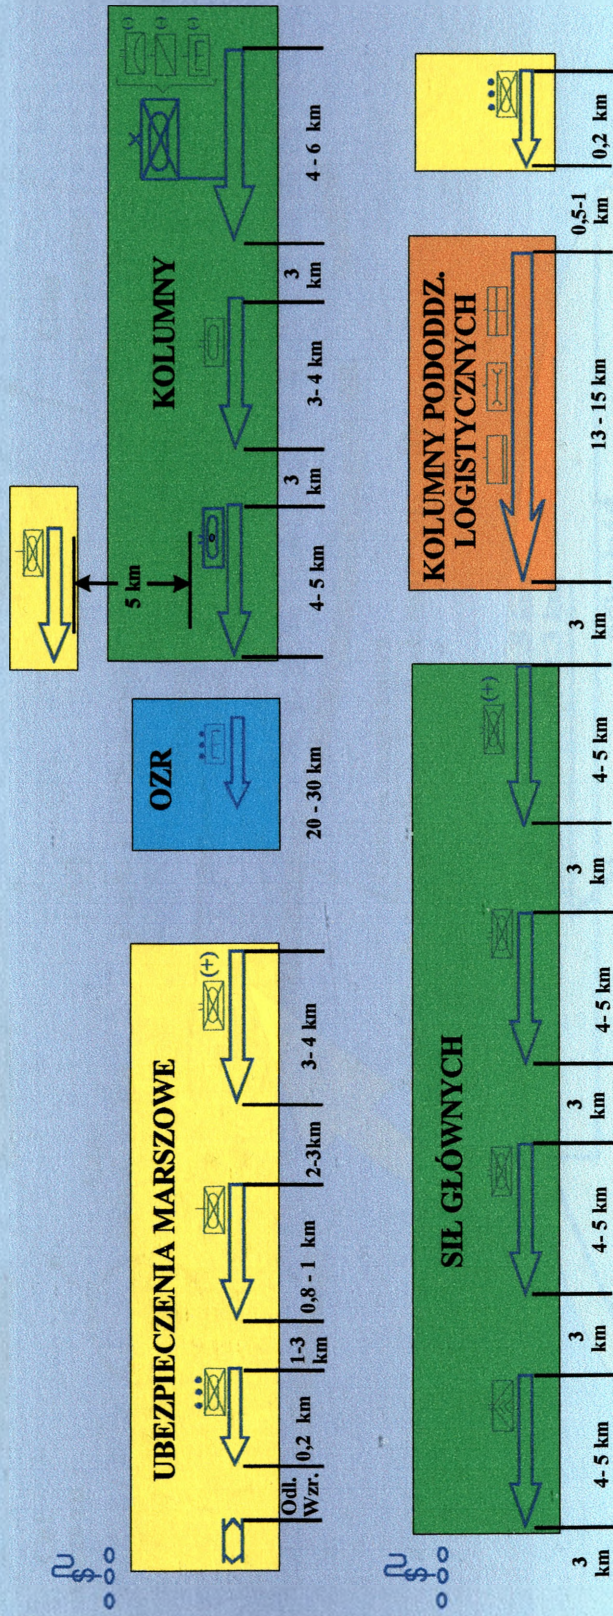 UBEZPIECZENIA MARSZOWE
(+)
Odl.
Wzr.
0,2 km
1-3
km
0,8 - 1 km
2-3km
3- 4 km
OZR
20 - 30 km
5 km
KOLUMNY
(-)
(-)
(-)
4- 5 km
3
km
3- 4 km
3
km
4 - 6 km
SIŁ GŁÓWNYCH
(+)
3
km
4- 5 km
3
km
4- 5 km
3
km
4- 5 km
3
km
4- 5 km
3
km
KOLUMNY PODODDZ.
LOGISTYCZNYCH
13 - 15 km
0,5-1
km
0,2 km